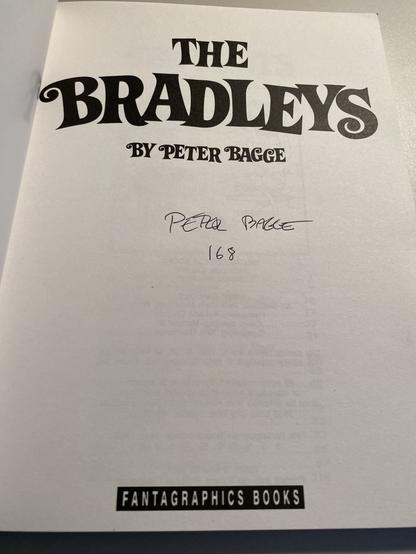 THE
BRADLEYS
BY PETER BAGGE
PETER BAGGE
168
FANTAGRAPHICS BOOKS